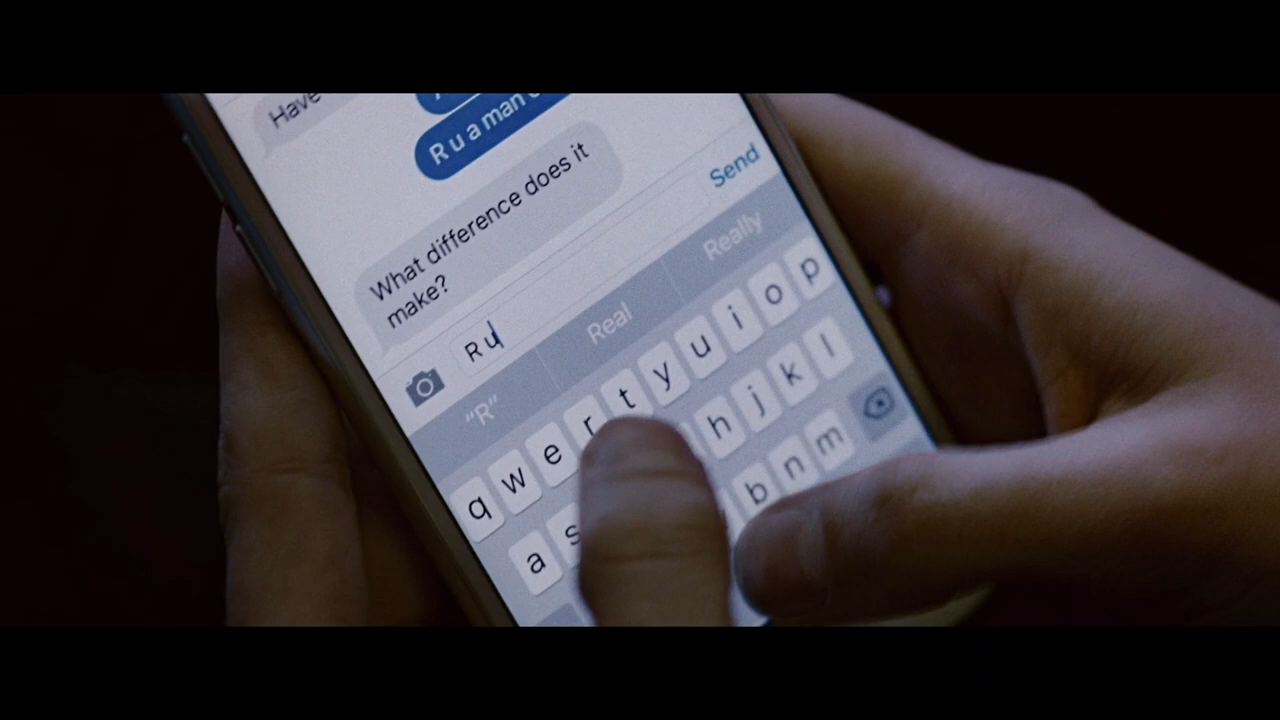 Have
R u a man
What difference does it
make?
Send
R u
“R”
Real
Really
q w e r t y u i o p
a s h j k l
b n m